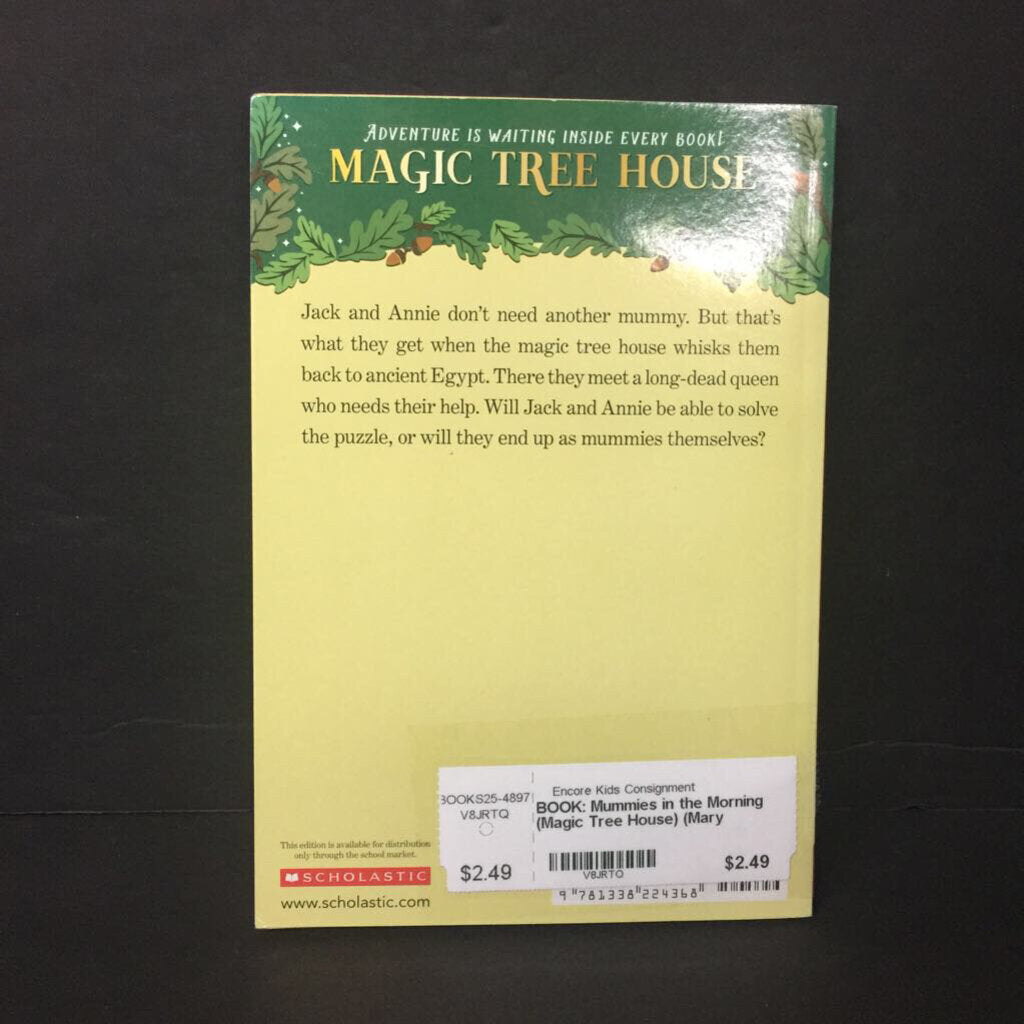 ADVENTURE IS WAITING INSIDE EVERY BOOK!
MAGIC TREE HOUSE
Jack and Annie don't need another mummy. But that's
what they get when the magic tree house whisks them
back to ancient Egypt. There they meet a long-dead queen
who needs their help. Will Jack and Annie be able to solve
the puzzle, or will they end up as mummies themselves?
This edition is available for distribution
only through the school market.
SCHOLASTIC
www.scholastic.com
BOOKS25-4897
V8JRTQ
$2.49
Encore Kids Consignment
BOOK: Mummies in the Morning
(Magic Tree House) (Mary
V8JRTQ
$2.49
9 781338 224368